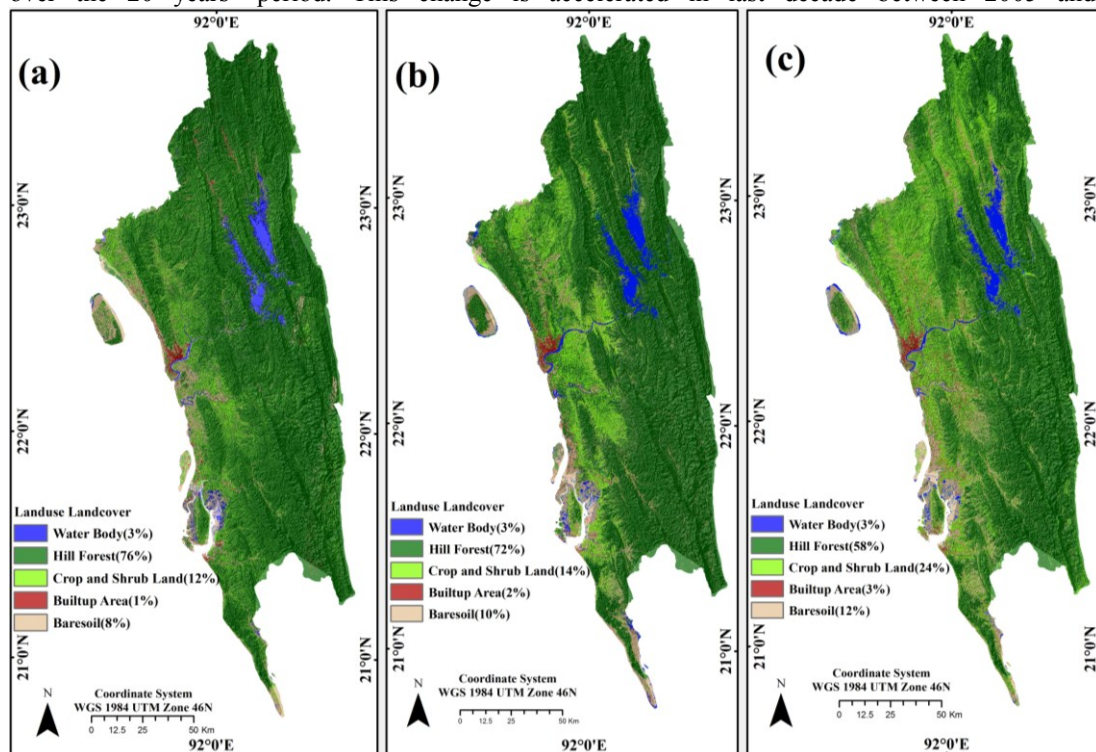 over the 20 years period. This change is accelerated in last decade between 2005 and
92°0'E
92°0'E
92°0'E
(a)
(b)
(c)
23°0'N
23°0'N
23°0'N
22°0'N
22°0'N
22°0'N
21°0'N
21°0'N
21°0'N
Landuse Landcover
Water Body(3%)
Hill Forest(76%)
Crop and Shrub Land(12%)
Builtup Area(1%)
Baresoil(8%)
N
Coordinate System
WGS 1984 UTM Zone 46N
0 12.5 25 50 Km
92°0'E
Landuse Landcover
Water Body(3%)
Hill Forest(72%)
Crop and Shrub Land(14%)
Builtup Area(2%)
Baresoil(10%)
N
Coordinate System
WGS 1984 UTM Zone 46N
0 12.5 25 50 Km
92°0'E
Landuse Landcover
Water Body(3%)
Hill Forest(58%)
Crop and Shrub Land(24%)
Builtup Area(3%)
Baresoil(12%)
N
Coordinate System
WGS 1984 UTM Zone 46N
0 12.5 25 50 Km
92°0'E